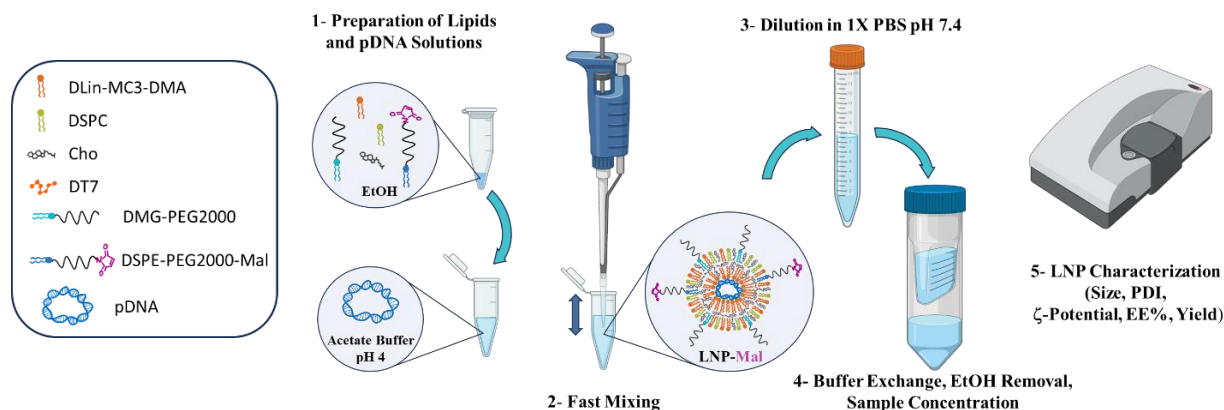 DLin-MC3-DMA
DSPC
Cho
DT7
DMG-PEG2000
DSPE-PEG2000-Mal
pDNA
1- Preparation of Lipids
and pDNA Solutions
EtOH
Acetate Buffer
pH 4
2- Fast Mixing
LNP-Mal
3- Dilution in 1X PBS pH 7.4
4- Buffer Exchange, EtOH Removal,
Sample Concentration
5- LNP Characterization
(Size, PDI,
ζ-Potential, EE%, Yield)